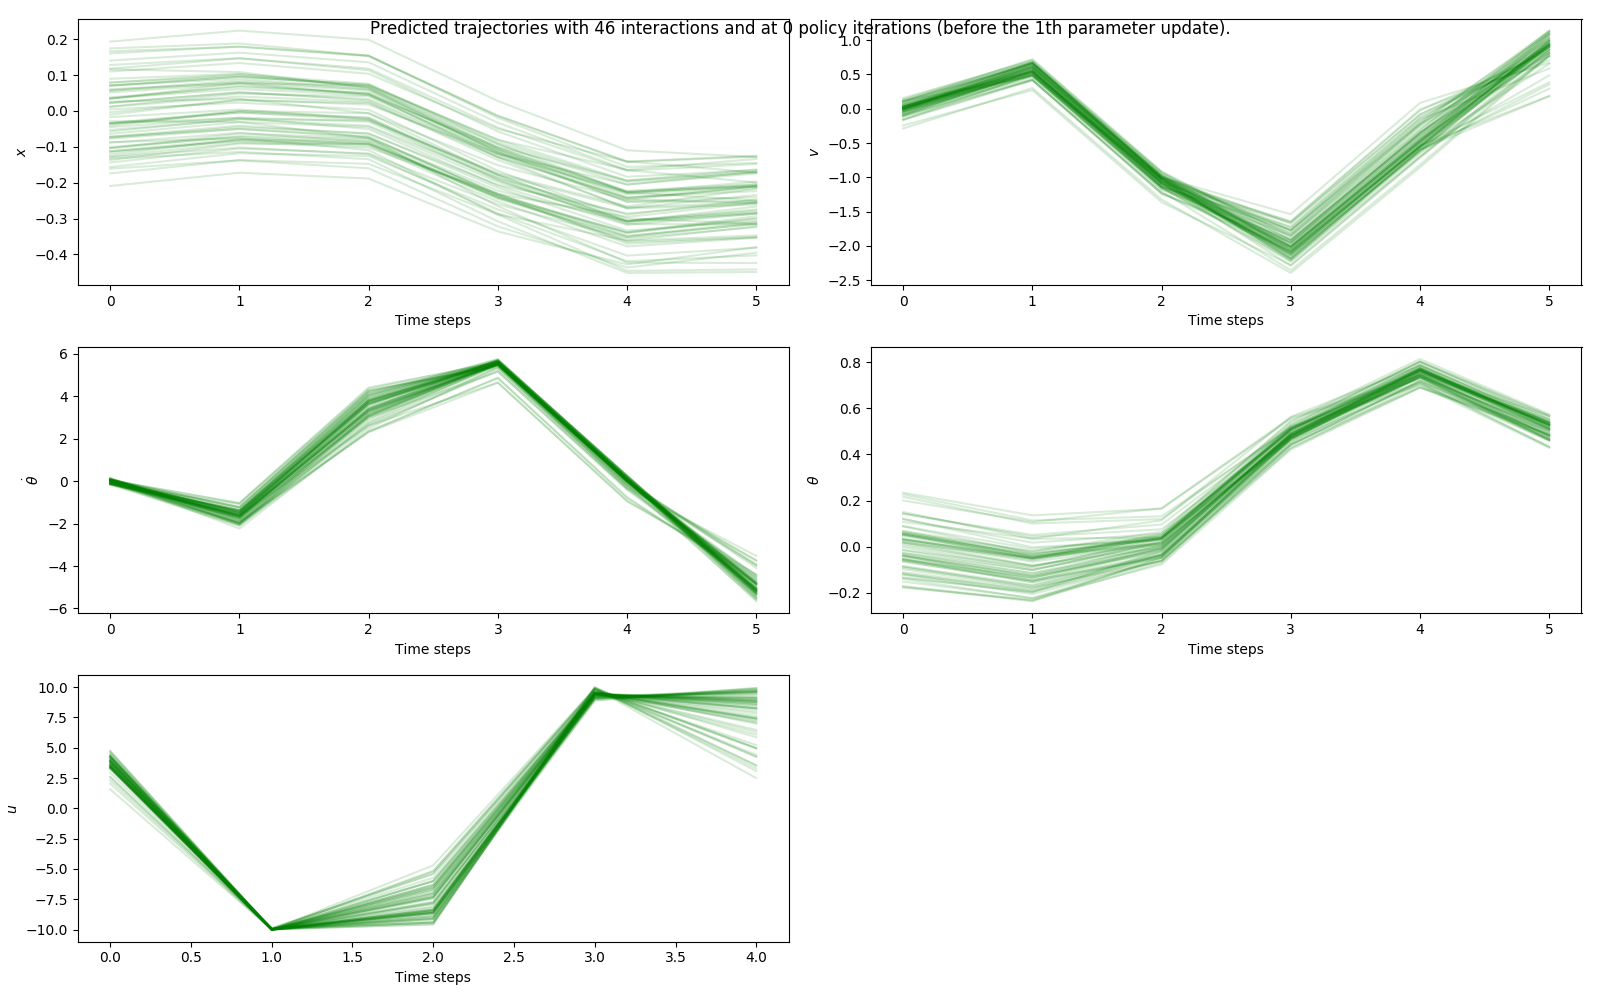 Predicted trajectories with 46 interactions and at 0 policy iterations (before the 1th parameter update).
0.2
0.1
0.0
−0.1
−0.2
−0.3
−0.4
x
0 1 2 3 4 5
Time steps
1.0
0.5
0.0
−0.5
−1.0
−1.5
−2.0
−2.5
v
0 1 2 3 4 5
Time steps
6
4
2
0
−2
−4
−6
θ̇
0 1 2 3 4 5
Time steps
0.8
0.6
0.4
0.2
0.0
−0.2
θ
0 1 2 3 4 5
Time steps
10.0
7.5
5.0
2.5
0.0
−2.5
−5.0
−7.5
−10.0
u
0.0 0.5 1.0 1.5 2.0 2.5 3.0 3.5 4.0
Time steps